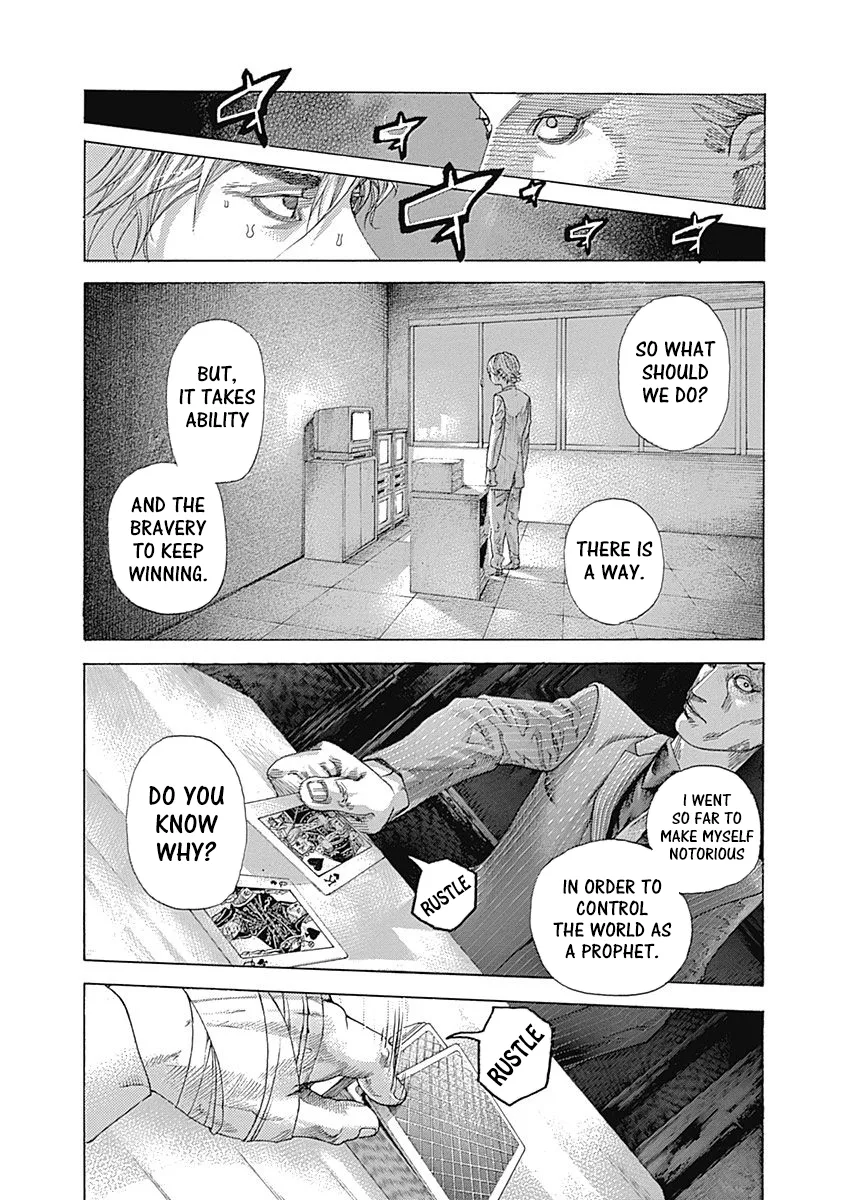 SO WHAT
SHOULD
WE DO?
THERE IS
A WAY.
BUT,
IT TAKES
ABILITY
AND THE
BRAVERY
TO KEEP
WINNING.
I WENT
SO FAR TO
MAKE MYSELF
NOTORIOUS
IN ORDER TO
CONTROL
THE WORLD AS
A PROPHET.
RUSTLE
DO YOU
KNOW
WHY?
K
RUSTLE